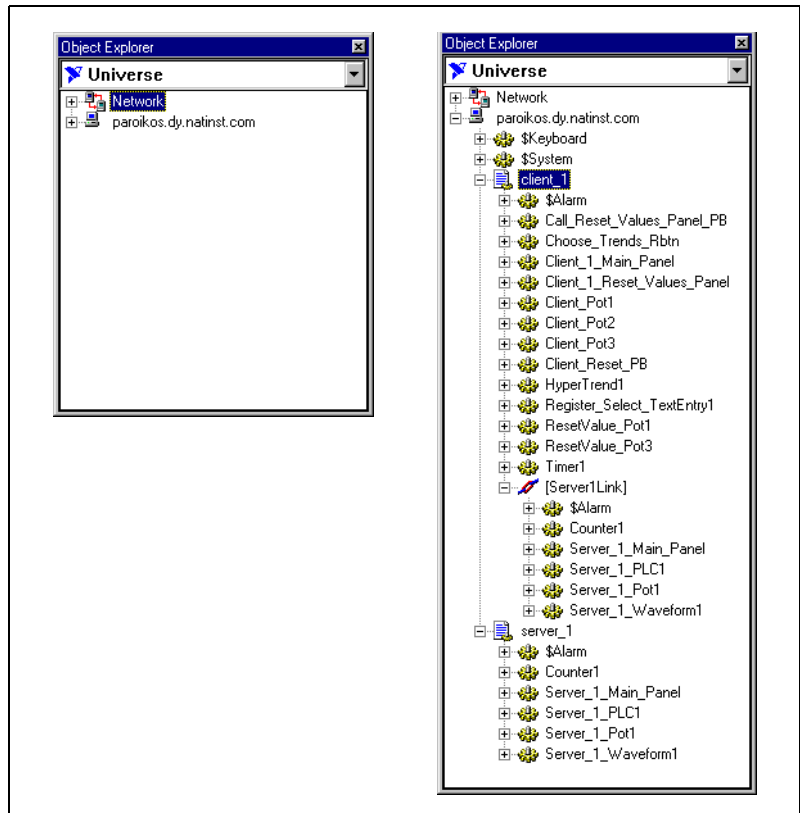 Object Explorer
Universe
Network
paroikos.dy.natinst.com
Object Explorer
Universe
Network
paroikos.dy.natinst.com
$Keyboard
$System
client_1
$Alarm
Call_Reset_Values_Panel_PB
Choose_Trends_Rbtn
Client_1_Main_Panel
Client_1_Reset_Values_Panel
Client_Pot1
Client_Pot2
Client_Pot3
Client_Reset_PB
HyperTrend1
Register_Select_TextEntry1
ResetValue_Pot1
ResetValue_Pot3
Timer1
[Server1Link]
$Alarm
Counter1
Server_1_Main_Panel
Server_1_PLC1
Server_1_Pot1
Server_1_Waveform1
server_1
$Alarm
Counter1
Server_1_Main_Panel
Server_1_PLC1
Server_1_Pot1
Server_1_Waveform1